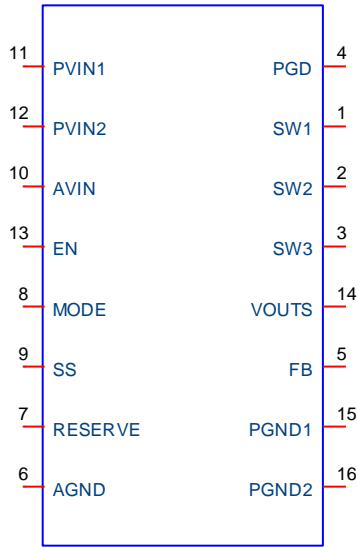 11 PVIN1 PGD 4
12 PVIN2 SW1 1
10 AVIN SW2 2
13 EN SW3 3
8 MODE VOUTS 14
9 SS FB 5
7 RESERVE PGND1 15
6 AGND PGND2 16